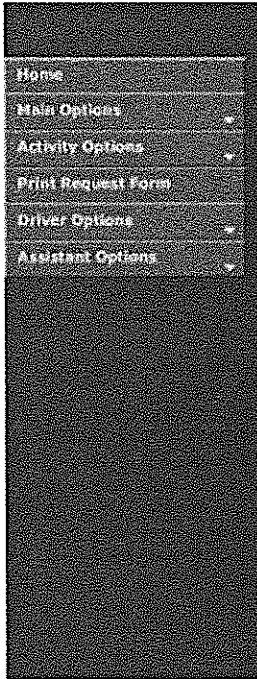 Home
Main Options
Activity Options
Print Request Form
Driver Options
Assistant Options